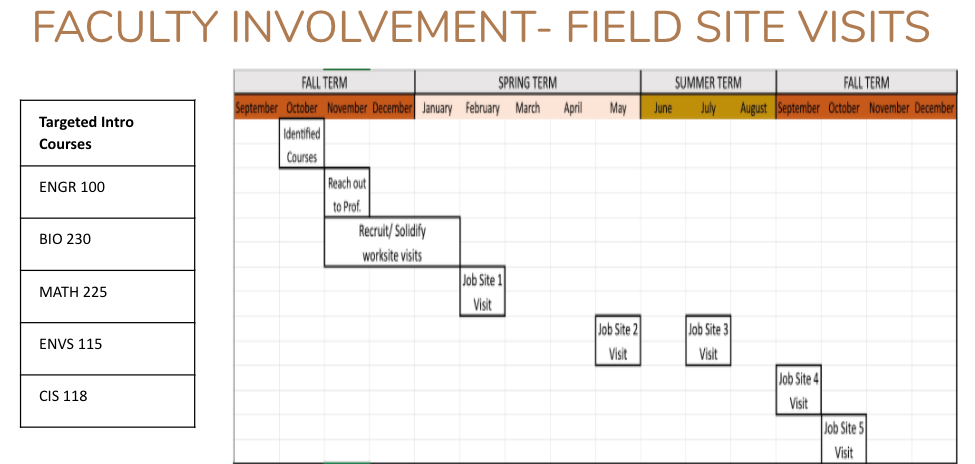 FACULTY INVOLVEMENT- FIELD SITE VISITS
Targeted Intro
Courses
ENGR 100
BIO 230
MATH 225
ENVS 115
CIS 118
FALL TERM SPRING TERM SUMMER TERM FALL TERM
September October November December January February March April May June July August September October November December
Identified
Courses
Reach out
to Prof.
Recruit/ Solidify
worksite visits
Job Site 1
Visit
Job Site 2
Visit
Job Site 3
Visit
Job Site 4
Visit
Job Site 5
Visit